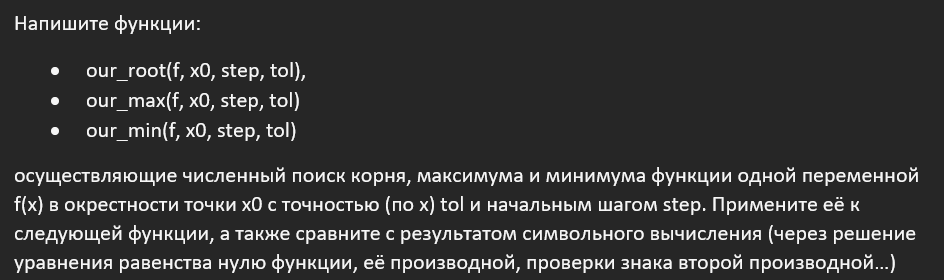 Напишите функции:
• our_root(f, x0, step, tol),
• our_max(f, x0, step, tol)
• our_min(f, x0, step, tol)
осуществляющие численный поиск корня, максимума и минимума функции одной переменной
f(x) в окрестности точки x0 с точностью (по x) tol и начальным шагом step. Примените её к
следующей функции, а также сравните с результатом символьного вычисления (через решение
уравнения равенства нулю функции, её производной, проверки знака второй производной…)